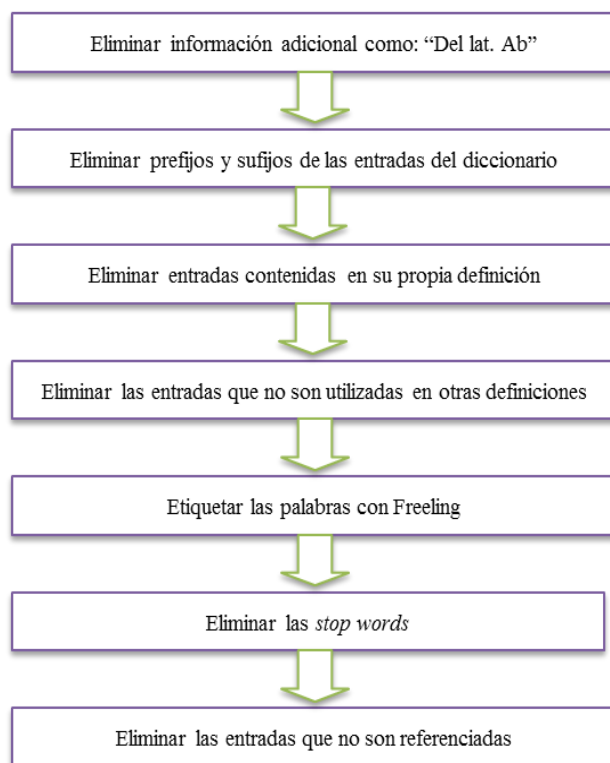 Eliminar información adicional como: “Del lat. Ab”
Eliminar prefijos y sufijos de las entradas del diccionario
Eliminar entradas contenidas en su propia definición
Eliminar las entradas que no son utilizadas en otras definiciones
Etiquetar las palabras con Freeling
Eliminar las stop words
Eliminar las entradas que no son referenciadas